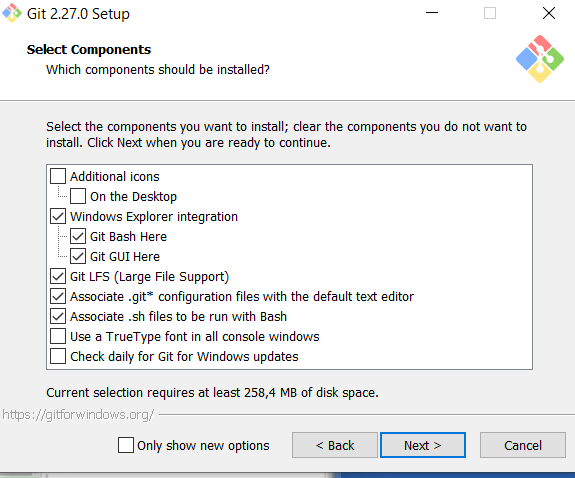 Git 2.27.0 Setup
Select Components
Which components should be installed?
Select the components you want to install; clear the components you do not want to
install. Click Next when you are ready to continue.
Additional icons
On the Desktop
Windows Explorer integration
Git Bash Here
Git GUI Here
Git LFS (Large File Support)
Associate .git* configuration files with the default text editor
Associate .sh files to be run with Bash
Use a TrueType font in all console windows
Check daily for Git for Windows updates
Current selection requires at least 258,4 MB of disk space.
https://gitforwindows.org/
Only show new options
< Back
Next >
Cancel